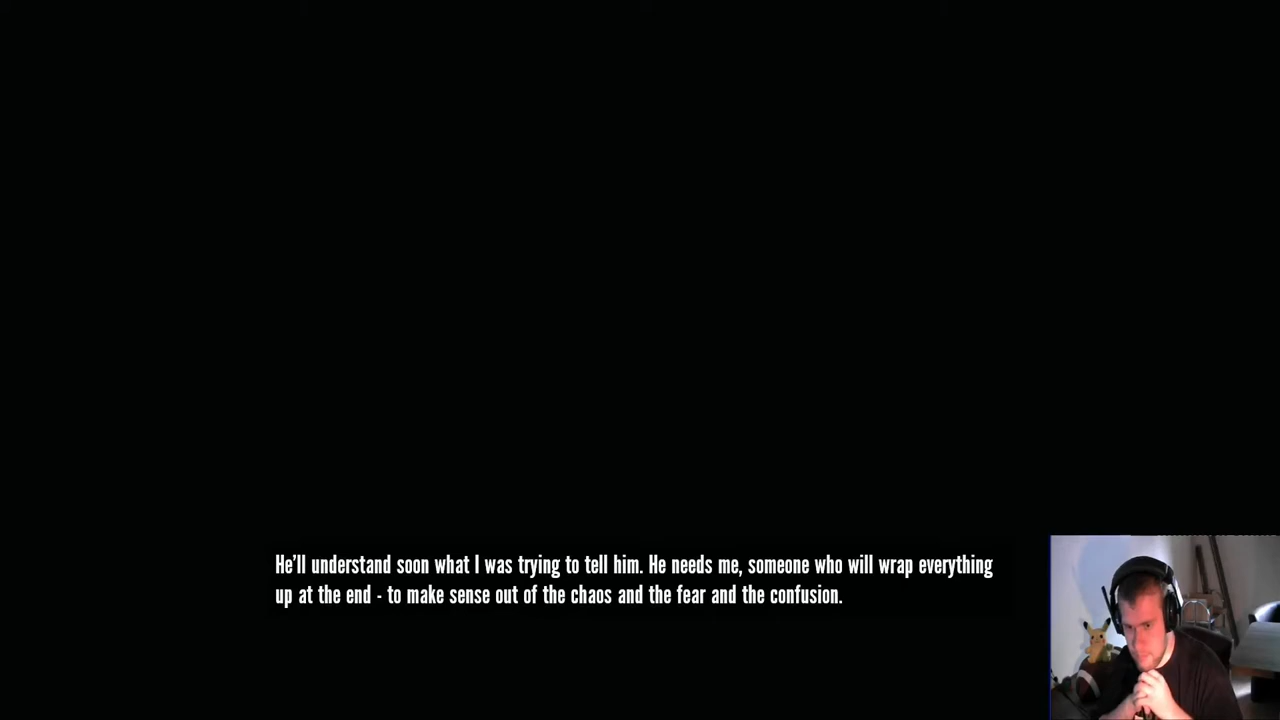 He'll understand soon what I was trying to tell him. He needs me, someone who will wrap everything
up at the end - to make sense out of the chaos and the fear and the confusion.